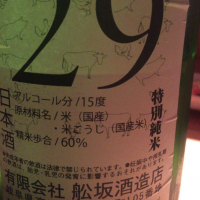 29
特別純米
日本酒
アルコール分/15度
原材料名/米(国産)
・米こうじ(国産米)
精米歩合/60%
有限会社 舩坂酒造店